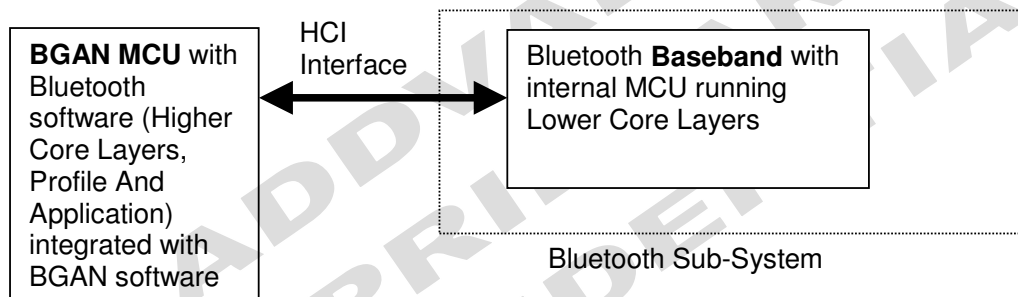 BGAN MCU with
Bluetooth
software (Higher
Core Layers,
Profile And
Application)
integrated with
BGAN software
HCI
Interface
Bluetooth Baseband with
internal MCU running
Lower Core Layers
Bluetooth Sub-System